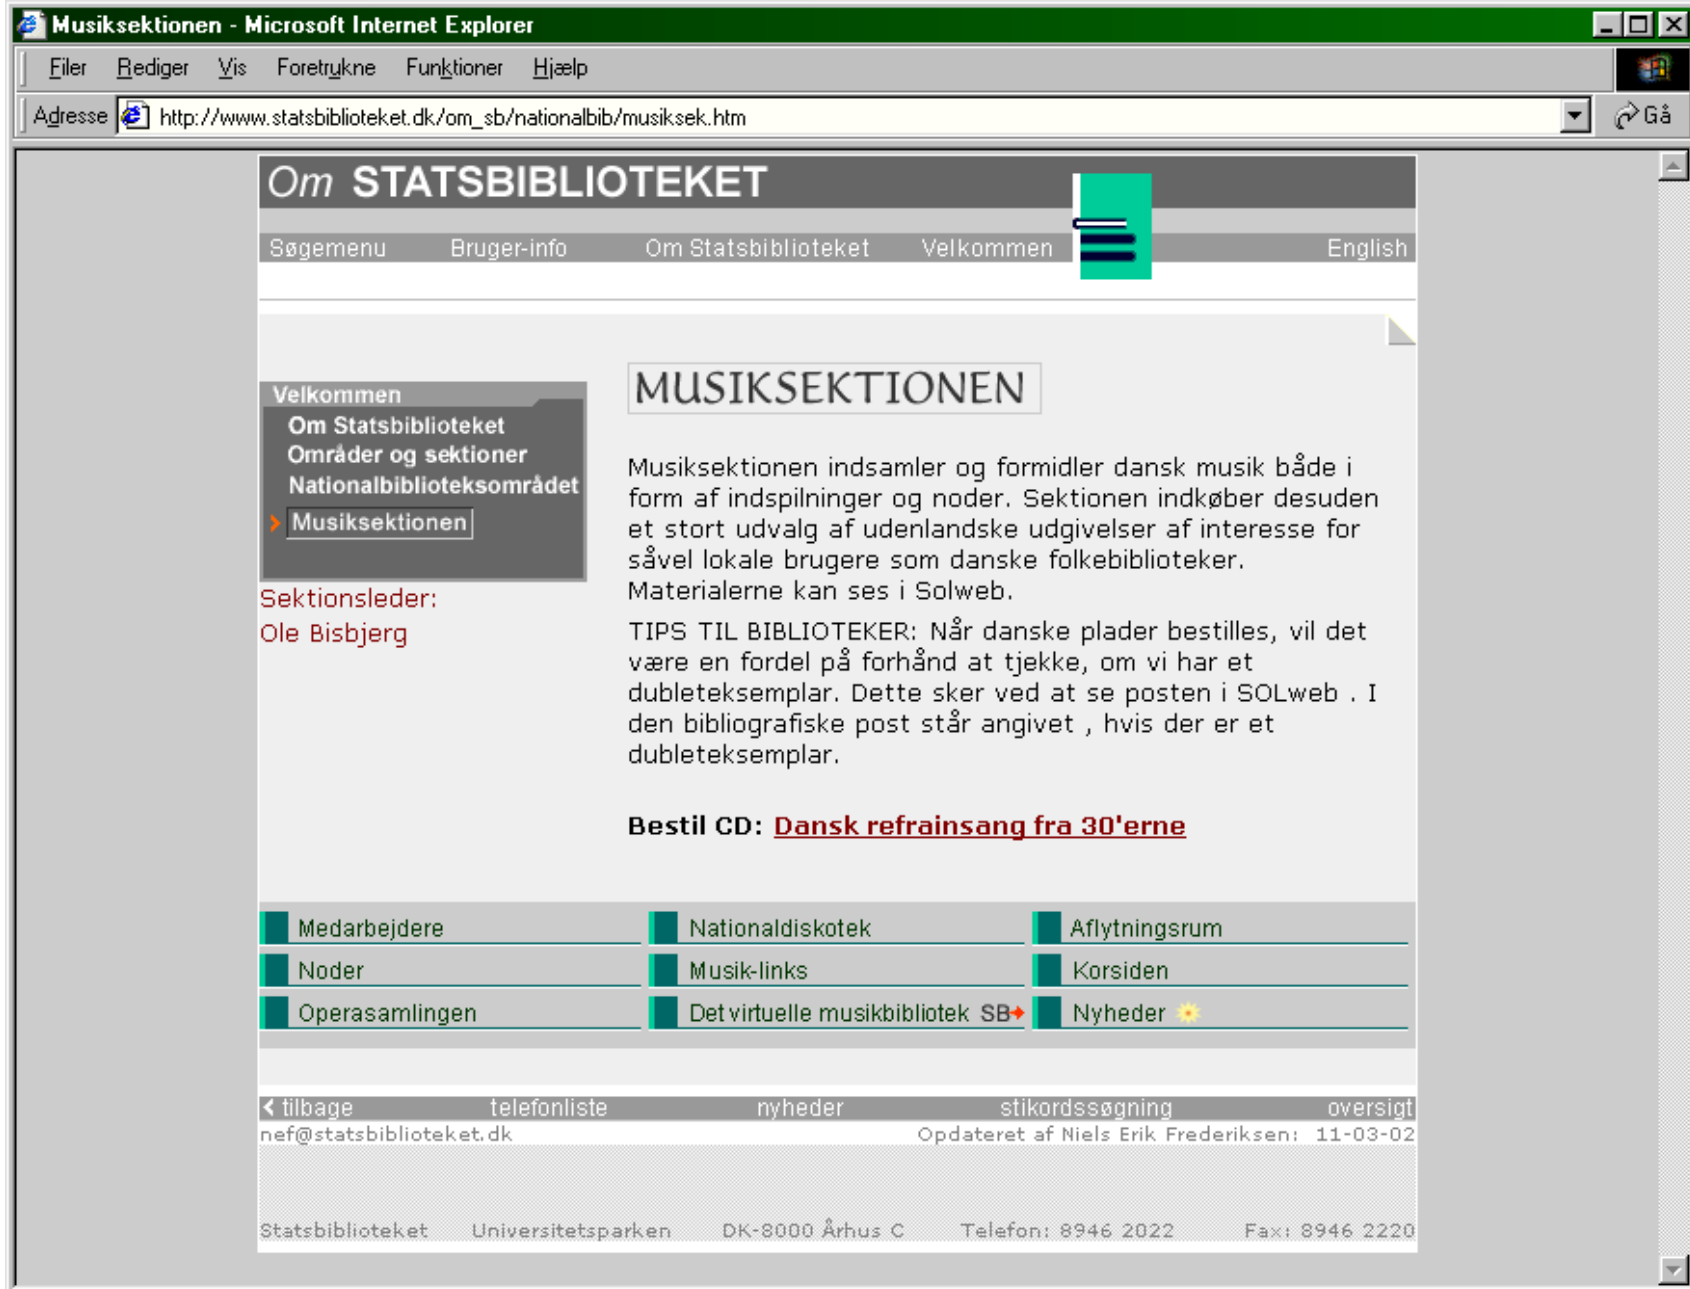 Musiksektionen - Microsoft Internet Explorer
Filer Rediger Vis Foretrukne Funktioner Hjælp
Adresse http://www.statsbiblioteket.dk/om_sb/nationalbib/musiksek.htm Gå
Om STATSBIBLIOTEKET
Søgemenu Bruger-info Om Statsbiblioteket Velkommen English
Velkommen
Om Statsbiblioteket
Områder og sektioner
Nationalbiblioteksområdet
Musiksektionen
Sektionsleder:
Ole Bisbjerg
MUSIKSEKTIONEN
Musiksektionen indsamler og formidler dansk musik både i
form af indspilninger og noder. Sektionen indkøber desuden
et stort udvalg af udenlandske udgivelser af interesse for
såvel lokale brugere som danske folkebiblioteker.
Materialerne kan ses i Solweb.
TIPS TIL BIBLIOTEKER: Når danske plader bestilles, vil det
være en fordel på forhånd at tjekke, om vi har et
dubleteksemplar. Dette sker ved at se posten i SOLweb . I
den bibliografiske post står angivet , hvis der er et
dubleteksemplar.
Bestil CD: Dansk refrainsang fra 30'erne
Medarbejdere Nationaldiskotek Aflytningsrum
Noder Musik-links Korsiden
Operasamlingen Det virtuelle musikbibliotek SB Nyheder
tilbage telefonliste nyheder stikordssøgning oversigt
nef@statsbiblioteket.dk Opdateret af Niels Erik Frederiksen: 11-03-02
Statsbiblioteket Universitetsparken DK-8000 Århus C Telefon: 8946 2022 Fax: 8946 2220